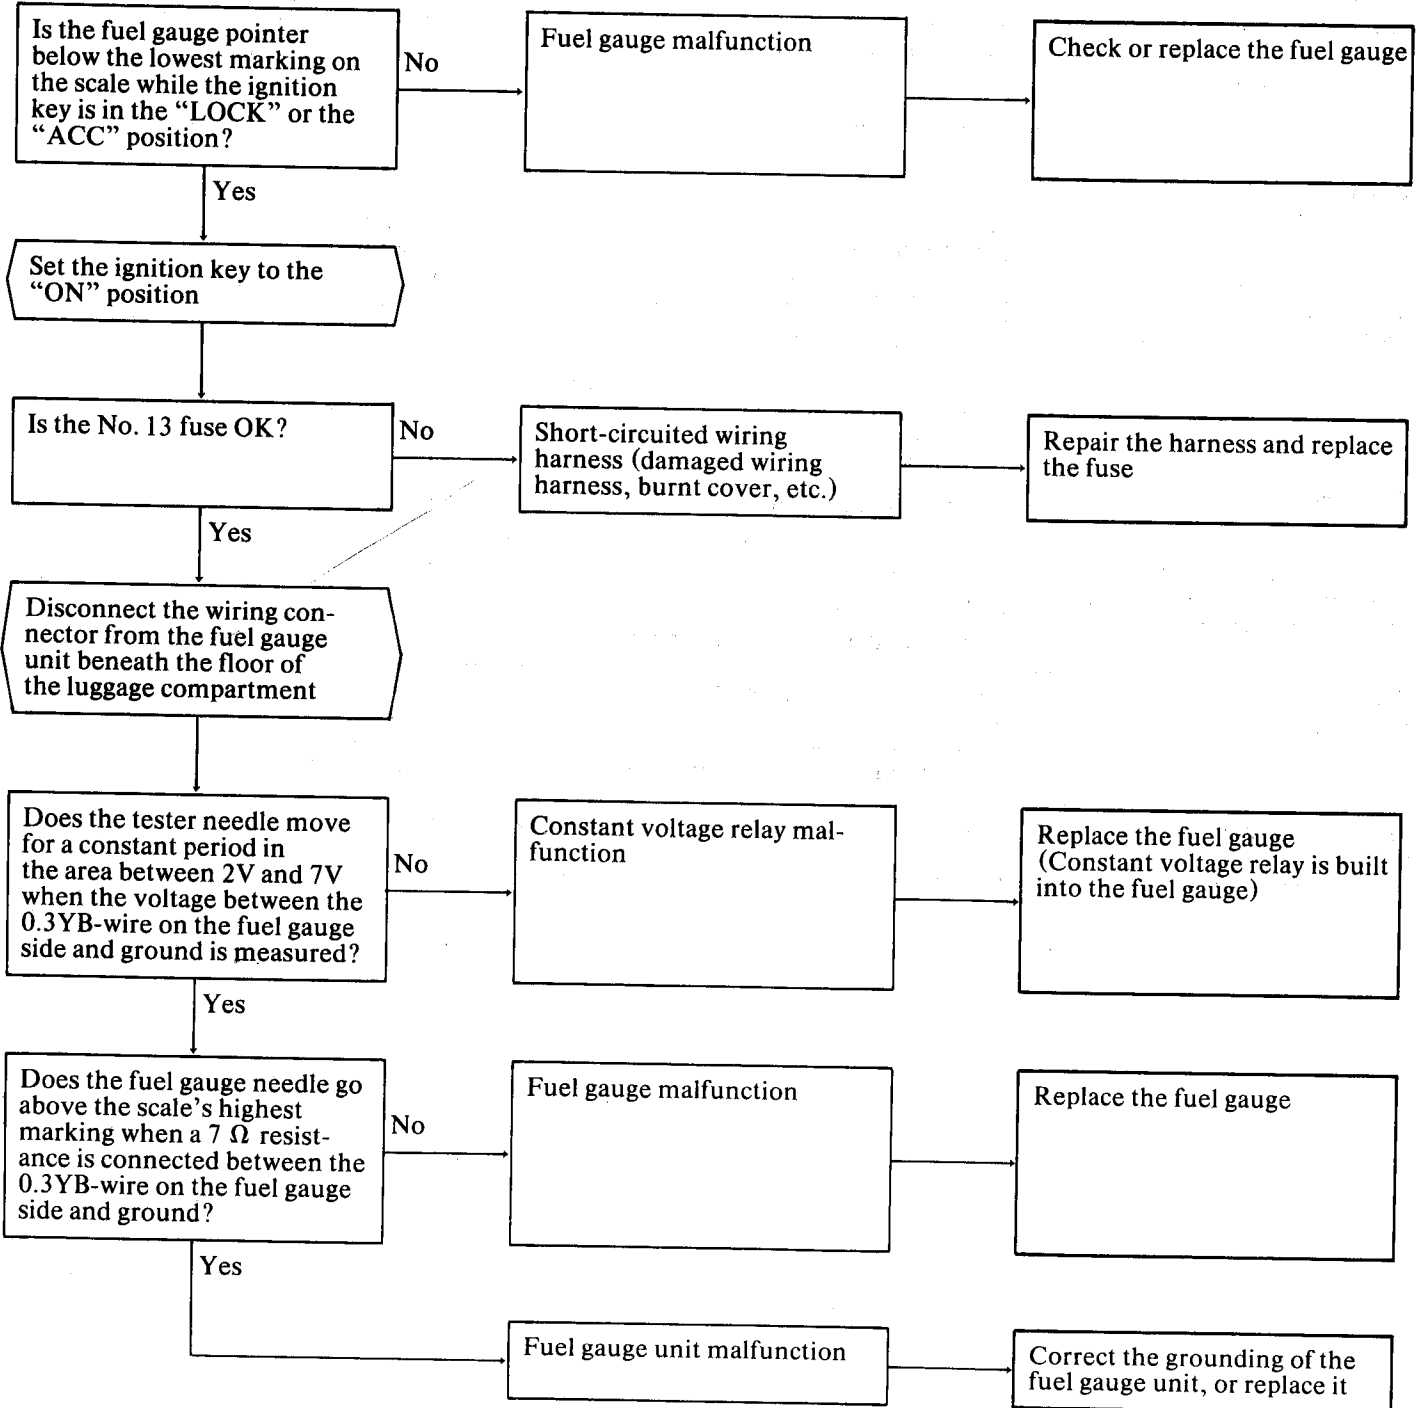 Is the fuel gauge pointer
below the lowest marking on
the scale while the ignition
key is in the “LOCK” or the
“ACC” position?
No
Fuel gauge malfunction
Check or replace the fuel gauge
Yes
Set the ignition key to the
“ON” position
Is the No. 13 fuse OK?
No
Short-circuited wiring
harness (damaged wiring
harness, burnt cover, etc.)
Repair the harness and replace
the fuse
Yes
Disconnect the wiring con-
nector from the fuel gauge
unit beneath the floor of
the luggage compartment
Does the tester needle move
for a constant period in
the area between 2V and 7V
when the voltage between the
0.3YB-wire on the fuel gauge
side and ground is measured?
No
Constant voltage relay mal-
function
Replace the fuel gauge
(Constant voltage relay is built
into the fuel gauge)
Yes
Does the fuel gauge needle go
above the scale’s highest
marking when a 7 Ω resist-
ance is connected between the
0.3YB-wire on the fuel gauge
side and ground?
No
Fuel gauge malfunction
Replace the fuel gauge
Yes
Fuel gauge unit malfunction
Correct the grounding of the
fuel gauge unit, or replace it